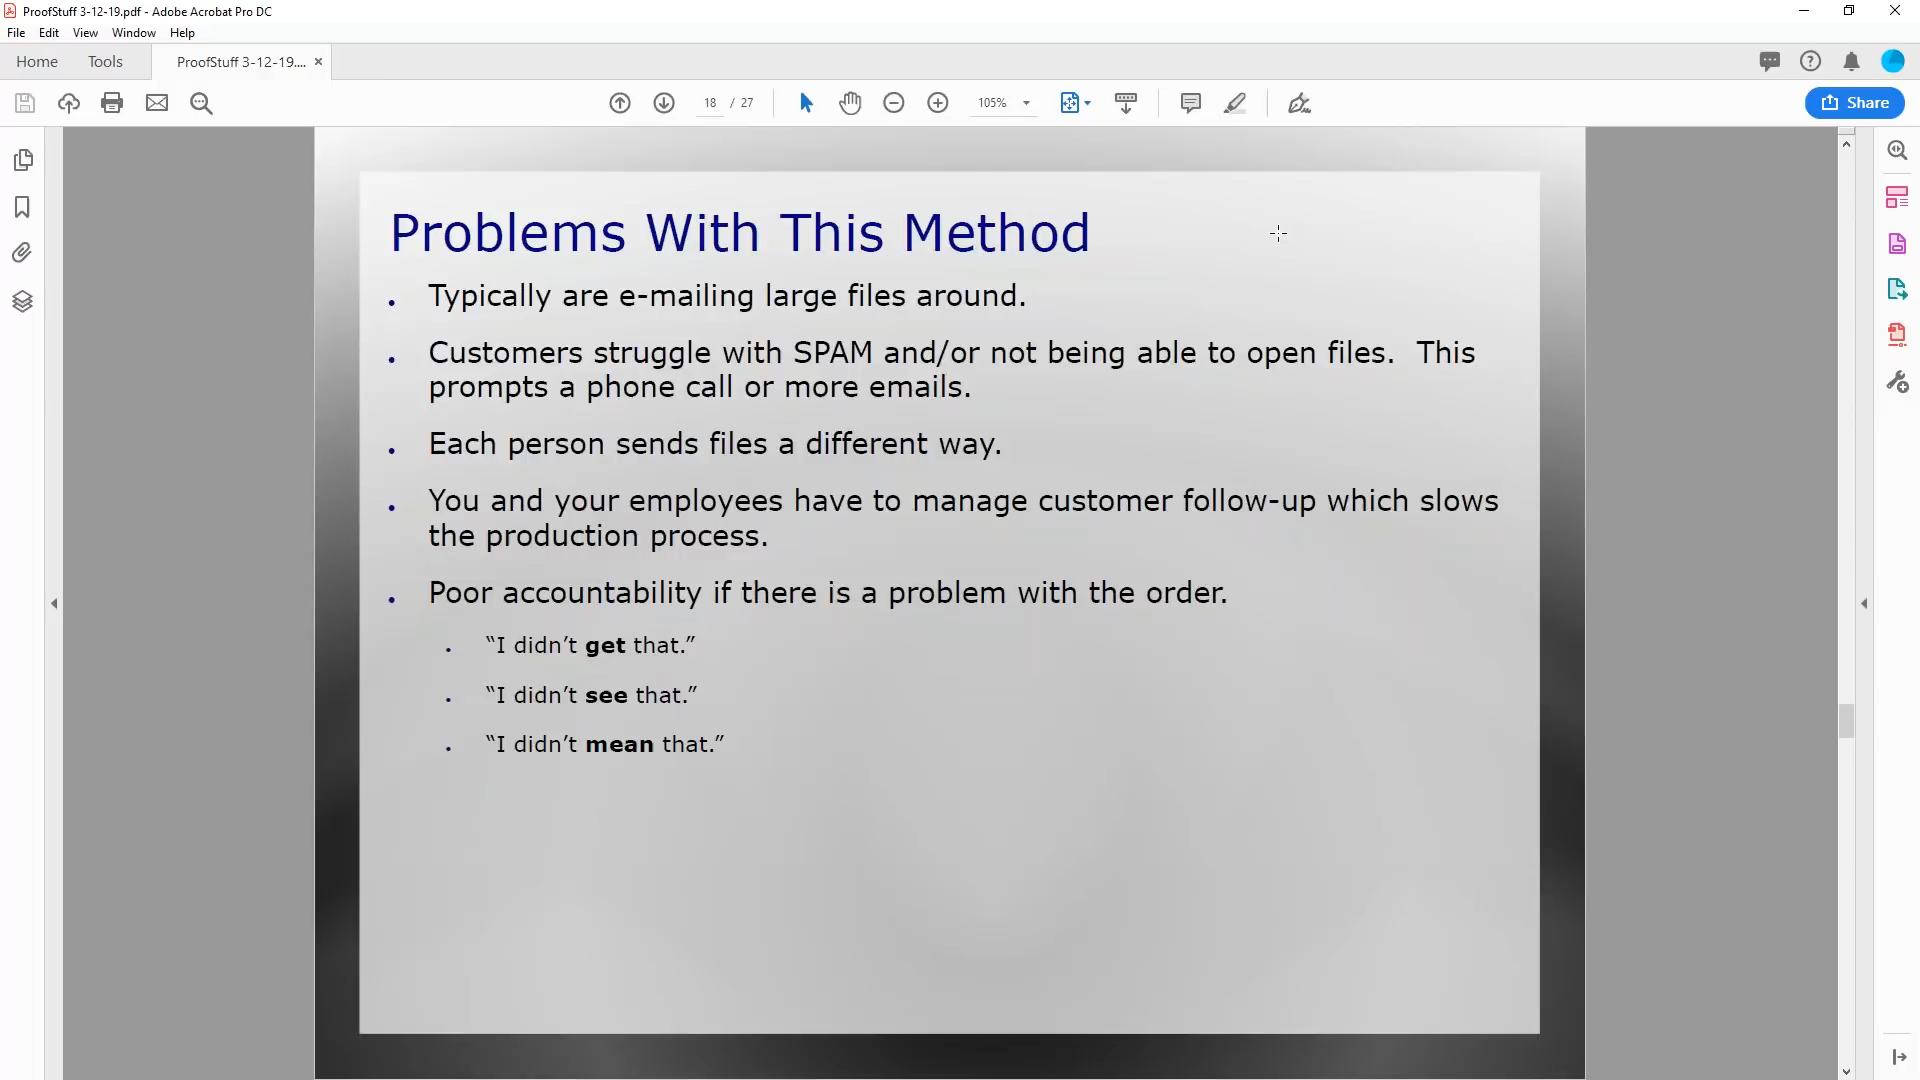 ProofStuff 3-12-19.pdf - Adobe Acrobat Pro DC
File Edit View Window Help
Home Tools ProofStuff 3-12-19....
18 / 27 105% Share
Problems With This Method
• Typically are e-mailing large files around.
• Customers struggle with SPAM and/or not being able to open files.  This
prompts a phone call or more emails.
• Each person sends files a different way.
• You and your employees have to manage customer follow-up which slows
the production process.
• Poor accountability if there is a problem with the order.
• “I didn’t get that.”
• “I didn’t see that.”
• “I didn’t mean that.”